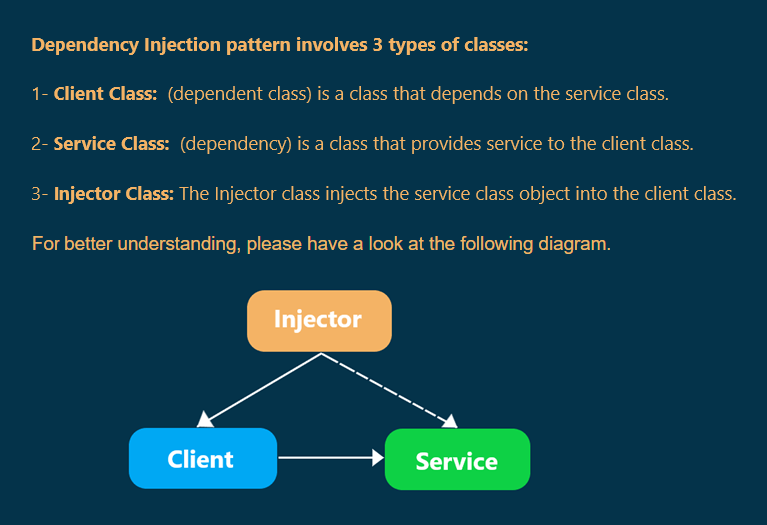 Dependency Injection pattern involves 3 types of classes:
1- Client Class: (dependent class) is a class that depends on the service class.
2- Service Class: (dependency) is a class that provides service to the client class.
3- Injector Class: The Injector class injects the service class object into the client class.
For better understanding, please have a look at the following diagram.
Injector
Client
Service